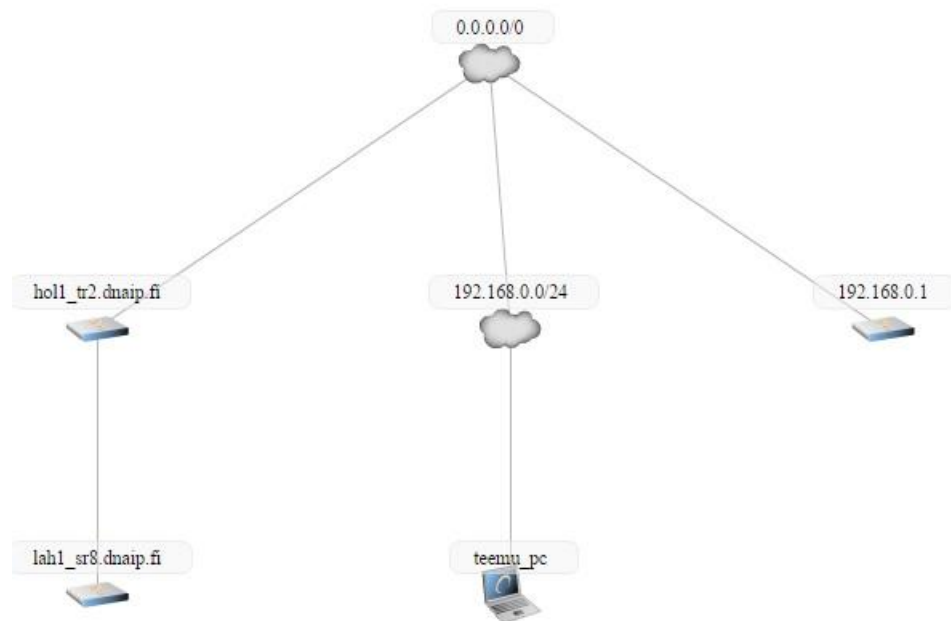 0.0.0.0/0
hol1_tr2.dnaip.fi
192.168.0.0/24
192.168.0.1
lah1_sr8.dnaip.fi
teemu_pc